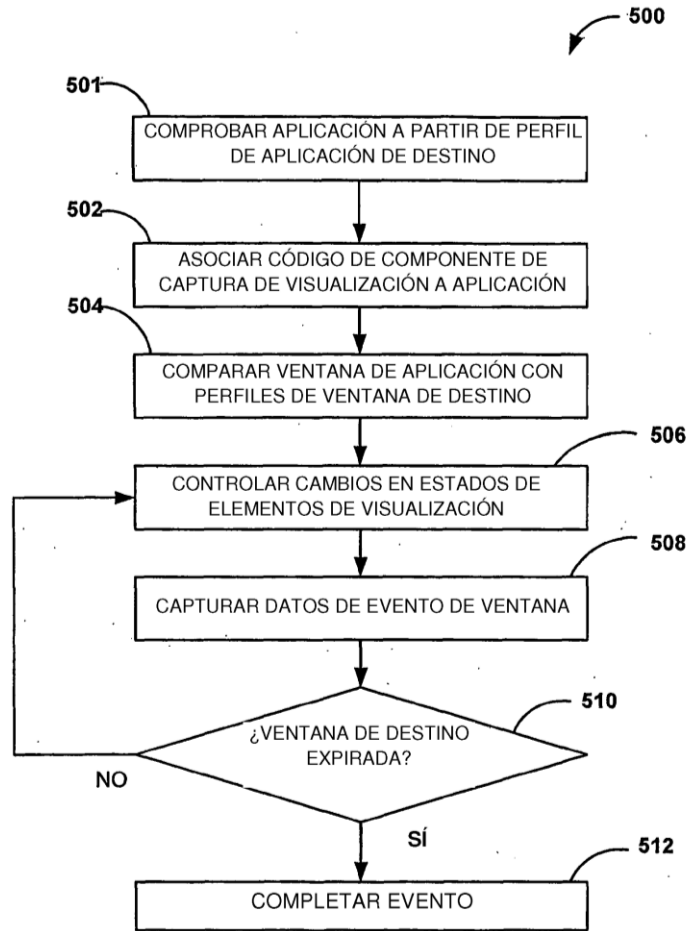 500
501
COMPROBAR APLICACIÓN A PARTIR DE PERFIL
DE APLICACIÓN DE DESTINO
502
ASOCIAR CÓDIGO DE COMPONENTE DE
CAPTURA DE VISUALIZACIÓN A APLICACIÓN
504
COMPARAR VENTANA DE APLICACIÓN CON
PERFILES DE VENTANA DE DESTINO
506
CONTROLAR CAMBIOS EN ESTADOS DE
ELEMENTOS DE VISUALIZACIÓN
508
CAPTURAR DATOS DE EVENTO DE VENTANA
510
¿VENTANA DE DESTINO
EXPIRADA?
NO
SÍ
512
COMPLETAR EVENTO